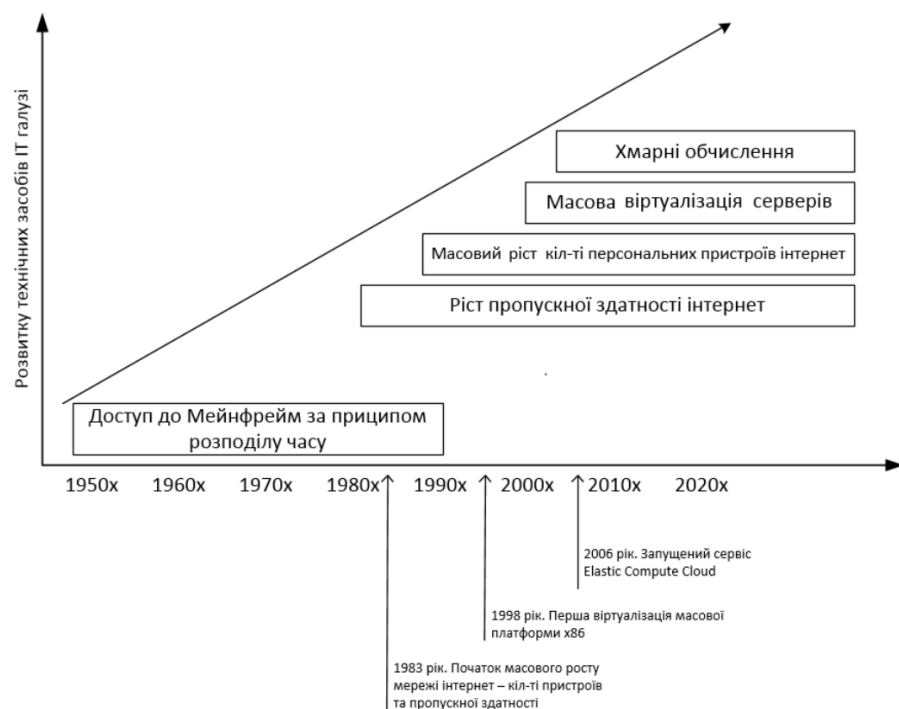 Розвитку технічних засобів ІТ галузі
Хмарні обчислення
Масова віртуалізація серверів
Масовий ріст кіл-ті персональних пристроїв інтернет
Ріст пропускної здатності інтернет
Доступ до Мейнфрейм за приципом
розподілу часу
1950х 1960х 1970х 1980х 1990х 2000х 2010х 2020х
2006 рік. Запущений сервіс
Elastic Compute Cloud
1998 рік. Перша віртуалізація масової
платформи х86
1983 рік. Початок масового росту
мережі інтернет – кіл-ті пристроїв
та пропускної здатності